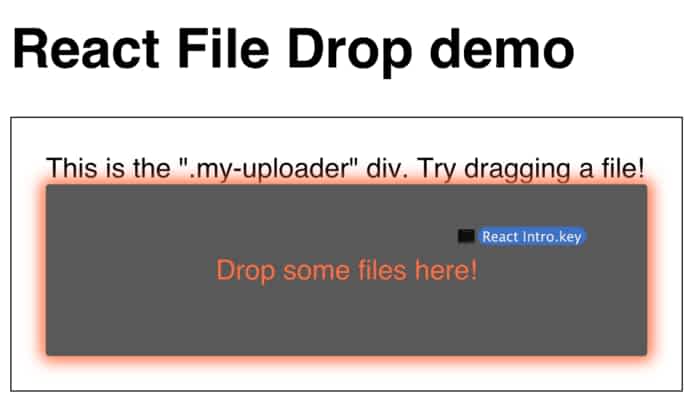 React File Drop demo
This is the ".my-uploader" div. Try dragging a file!
React Intro.key
Drop some files here!